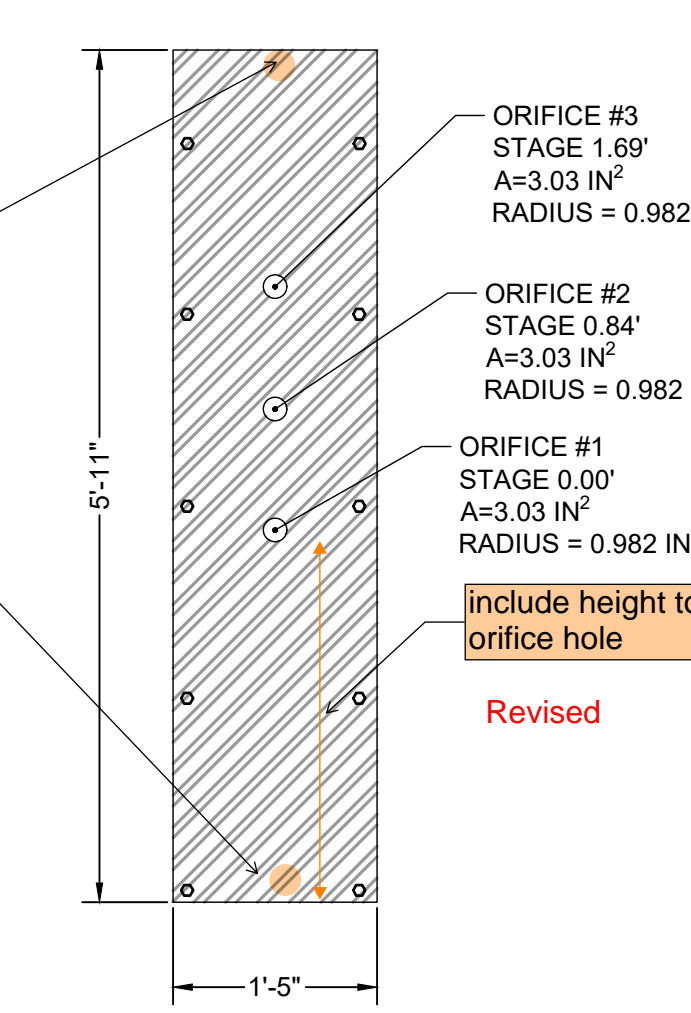 ORIFICE #3
STAGE 1.69'
A=3.03 IN²
RADIUS = 0.982
ORIFICE #2
STAGE 0.84'
A=3.03 IN²
RADIUS = 0.982
ORIFICE #1
STAGE 0.00'
A=3.03 IN²
RADIUS = 0.982 IN
5'-11"
include height to
orifice hole
Revised
1'-5"